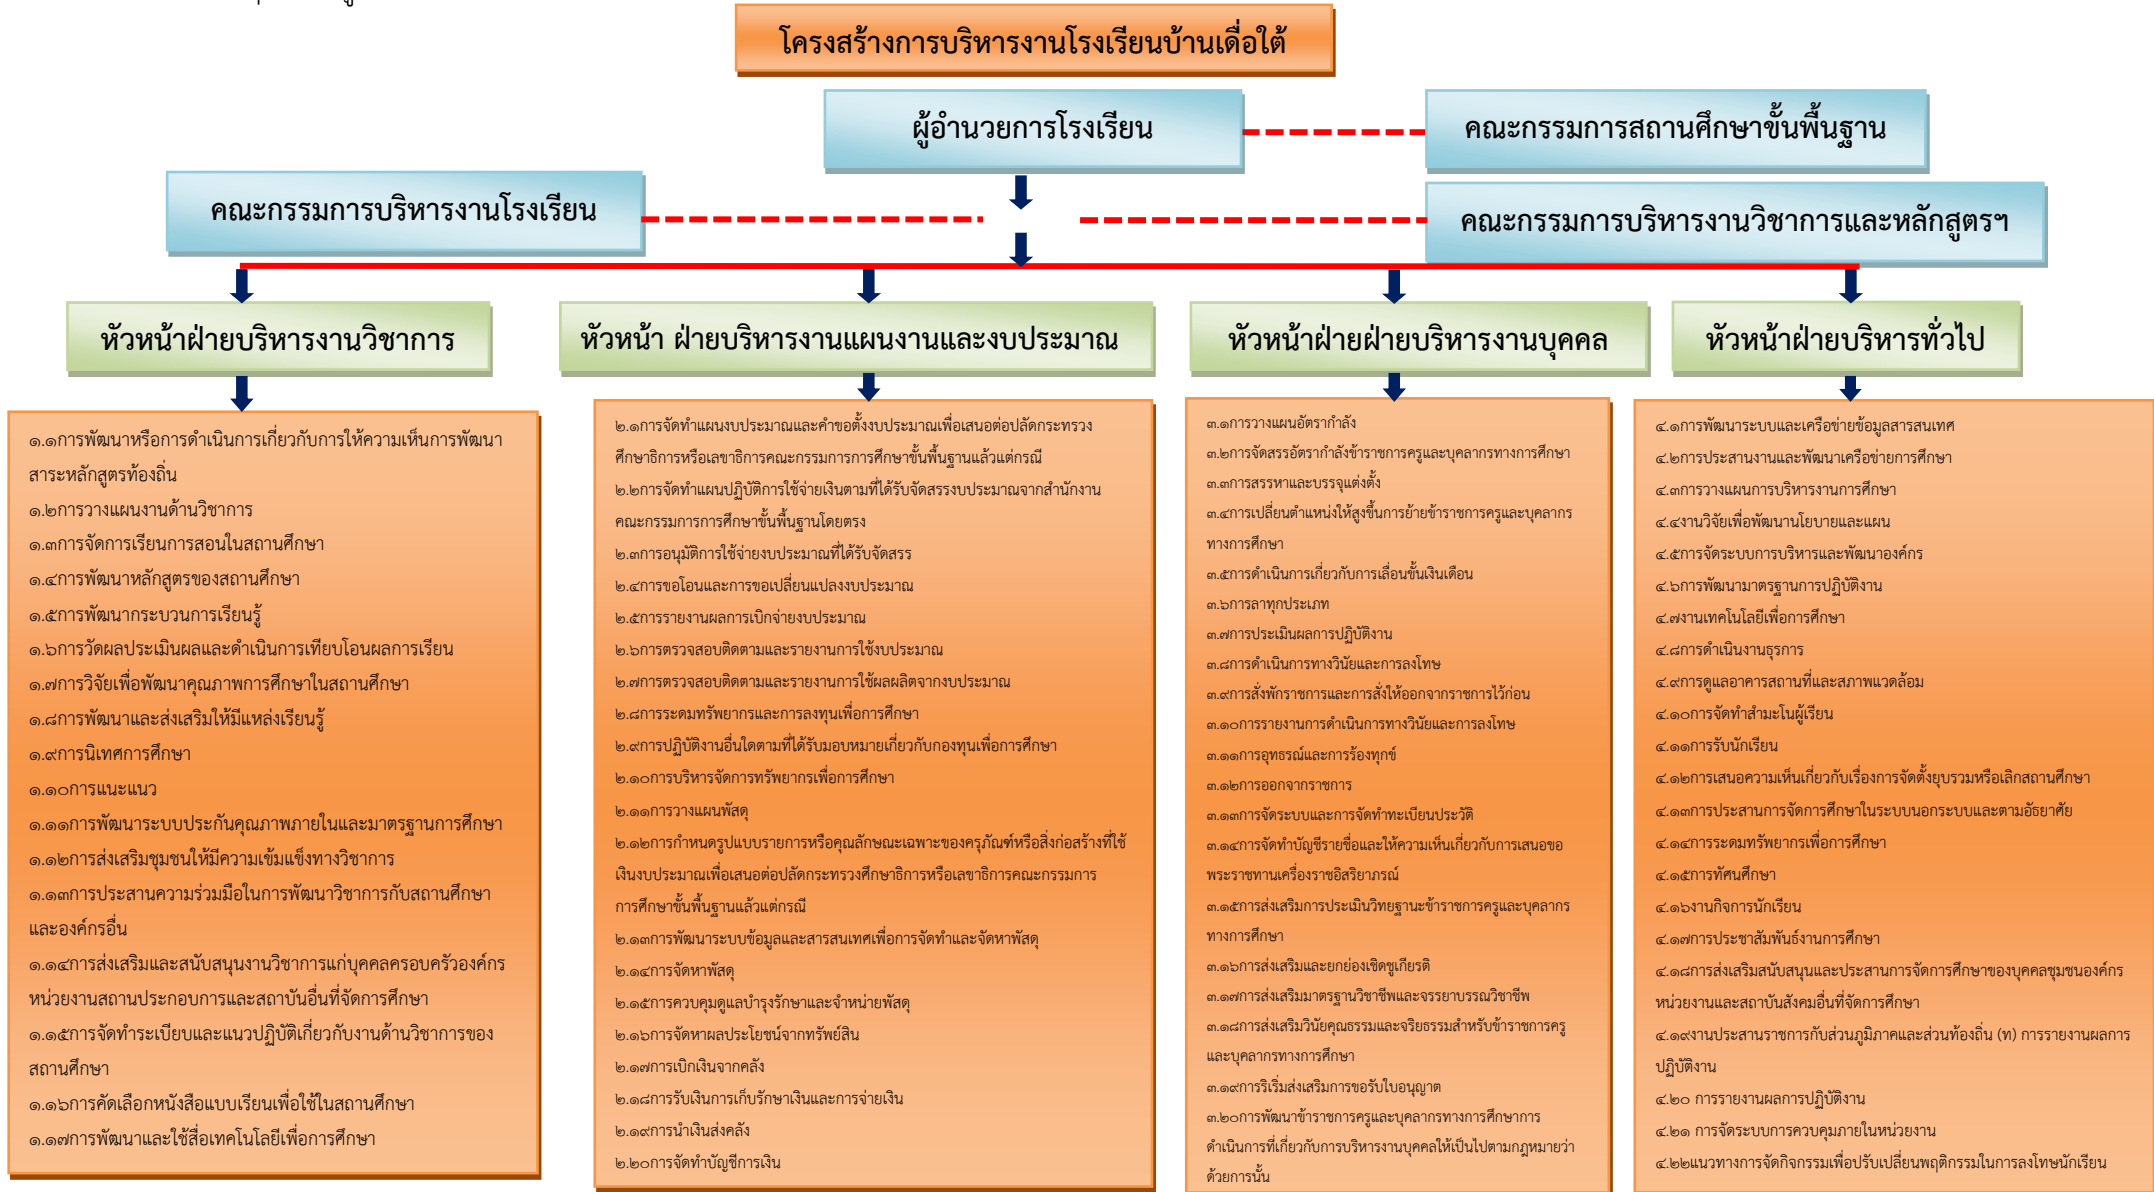 โครงสร้างการบริหารงานโรงเรียนบ้านเดื่อใต้
ผู้อำนวยการโรงเรียน
คณะกรรมการสถานศึกษาขั้นพื้นฐาน
คณะกรรมการบริหารงานโรงเรียน
คณะกรรมการบริหารงานวิชาการและหลักสูตรฯ
หัวหน้าฝ่ายบริหารงานวิชาการ
หัวหน้า ฝ่ายบริหารงานแผนงานและงบประมาณ
หัวหน้าฝ่ายฝ่ายบริหารงานบุคคล
หัวหน้าฝ่ายบริหารทั่วไป
๑.๑การพัฒนาหรือการดำเนินการเกี่ยวกับการให้ความเห็นการพัฒนา
สาระหลักสูตรท้องถิ่น
๑.๒การวางแผนงานด้านวิชาการ
๑.๓การจัดการเรียนการสอนในสถานศึกษา
๑.๔การพัฒนาหลักสูตรของสถานศึกษา
๑.๕การพัฒนากระบวนการเรียนรู้
๑.๖การวัดผลประเมินผลและดำเนินการเทียบโอนผลการเรียน
๑.๗การวิจัยเพื่อพัฒนาคุณภาพการศึกษาในสถานศึกษา
๑.๘การพัฒนาและส่งเสริมให้มีแหล่งเรียนรู้
๑.๙การนิเทศการศึกษา
๑.๑๐การแนะแนว
๑.๑๑การพัฒนาระบบประกันคุณภาพภายในและมาตรฐานการศึกษา
๑.๑๒การส่งเสริมชุมชนให้มีความเข้มแข็งทางวิชาการ
๑.๑๓การประสานความร่วมมือในการพัฒนาวิชาการกับสถานศึกษา
และองค์กรอื่น
๑.๑๔การส่งเสริมและสนับสนุนงานวิชาการแก่บุคคลครอบครัวองค์กร
หน่วยงานสถานประกอบการและสถาบันอื่นที่จัดการศึกษา
๑.๑๕การจัดทำระเบียบและแนวปฏิบัติเกี่ยวกับงานด้านวิชาการของ
สถานศึกษา
๑.๑๖การคัดเลือกหนังสือแบบเรียนเพื่อใช้ในสถานศึกษา
๑.๑๗การพัฒนาและใช้สื่อเทคโนโลยีเพื่อการศึกษา
๒.๑การจัดทำแผนงบประมาณและคำขอตั้งงบประมาณเพื่อเสนอต่อปลัดกระทรวง
ศึกษาธิการหรือเลขาธิการคณะกรรมการการศึกษาขั้นพื้นฐานแล้วแต่กรณี
๒.๒การจัดทำแผนปฏิบัติการใช้จ่ายเงินตามที่ได้รับจัดสรรงบประมาณจากสำนักงาน
คณะกรรมการการศึกษาขั้นพื้นฐานโดยตรง
๒.๓การอนุมัติการใช้จ่ายงบประมาณที่ได้รับจัดสรร
๒.๔การขอโอนและการขอเปลี่ยนแปลงงบประมาณ
๒.๕การรายงานผลการเบิกจ่ายงบประมาณ
๒.๖การตรวจสอบติดตามและรายงานการใช้งบประมาณ
๒.๗การตรวจสอบติดตามและรายงานการใช้ผลผลิตจากงบประมาณ
๒.๘การระดมทรัพยากรและการลงทุนเพื่อการศึกษา
๒.๙การปฏิบัติงานอื่นใดตามที่ได้รับมอบหมายเกี่ยวกับกองทุนเพื่อการศึกษา
๒.๑๐การบริหารจัดการทรัพยากรเพื่อการศึกษา
๒.๑๑การวางแผนพัสดุ
๒.๑๒การกำหนดรูปแบบรายการหรือคุณลักษณะเฉพาะของครุภัณฑ์หรือสิ่งก่อสร้างที่ใช้
เงินงบประมาณเพื่อเสนอต่อปลัดกระทรวงศึกษาธิการหรือเลขาธิการคณะกรรมการ
การศึกษาขั้นพื้นฐานแล้วแต่กรณี
๒.๑๓การพัฒนาระบบข้อมูลและสารสนเทศเพื่อการจัดทำและจัดหาพัสดุ
๒.๑๔การจัดหาพัสดุ
๒.๑๕การควบคุมดูแลบำรุงรักษาและจำหน่ายพัสดุ
๒.๑๖การจัดหาผลประโยชน์จากทรัพย์สิน
๒.๑๗การเบิกเงินจากคลัง
๒.๑๘การรับเงินการเก็บรักษาเงินและการจ่ายเงิน
๒.๑๙การนำเงินส่งคลัง
๒.๒๐การจัดทำบัญชีการเงิน
๓.๑การวางแผนอัตรากำลัง
๓.๒การจัดสรรอัตรากำลังข้าราชการครูและบุคลากรทางการศึกษา
๓.๓การสรรหาและบรรจุแต่งตั้ง
๓.๔การเปลี่ยนตำแหน่งให้สูงขึ้นการย้ายข้าราชการครูและบุคลากร
ทางการศึกษา
๓.๕การดำเนินการเกี่ยวกับการเลื่อนขั้นเงินเดือน
๓.๖การลาทุกประเภท
๓.๗การประเมินผลการปฏิบัติงาน
๓.๘การดำเนินการทางวินัยและการลงโทษ
๓.๙การสั่งพักราชการและการสั่งให้ออกจากราชการไว้ก่อน
๓.๑๐การรายงานการดำเนินการทางวินัยและการลงโทษ
๓.๑๑การอุทธรณ์และการร้องทุกข์
๓.๑๒การออกจากราชการ
๓.๑๓การจัดระบบและการจัดทำทะเบียนประวัติ
๓.๑๔การจัดทำบัญชีรายชื่อและให้ความเห็นเกี่ยวกับการเสนอขอ
พระราชทานเครื่องราชอิสริยาภรณ์
๓.๑๕การส่งเสริมการประเมินวิทยฐานะข้าราชการครูและบุคลากร
ทางการศึกษา
๓.๑๖การส่งเสริมและยกย่องเชิดชูเกียรติ
๓.๑๗การส่งเสริมมาตรฐานวิชาชีพและจรรยาบรรณวิชาชีพ
๓.๑๘การส่งเสริมวินัยคุณธรรมและจริยธรรมสำหรับข้าราชการครู
และบุคลากรทางการศึกษา
๓.๑๙การริเริ่มส่งเสริมการขอรับใบอนุญาต
๓.๒๐การพัฒนาข้าราชการครูและบุคลากรทางการศึกษาการ
ดำเนินการที่เกี่ยวกับการบริหารงานบุคคลให้เป็นไปตามกฎหมายว่า
ด้วยการนั้น
๔.๑การพัฒนาระบบและเครือข่ายข้อมูลสารสนเทศ
๔.๒การประสานงานและพัฒนาเครือข่ายการศึกษา
๔.๓การวางแผนการบริหารงานการศึกษา
๔.๔งานวิจัยเพื่อพัฒนานโยบายและแผน
๔.๕การจัดระบบการบริหารและพัฒนาองค์กร
๔.๖การพัฒนามาตรฐานการปฏิบัติงาน
๔.๗งานเทคโนโลยีเพื่อการศึกษา
๔.๘การดำเนินงานธุรการ
๔.๙การดูแลอาคารสถานที่และสภาพแวดล้อม
๔.๑๐การจัดทำสำมะโนผู้เรียน
๔.๑๑การรับนักเรียน
๔.๑๒การเสนอความเห็นเกี่ยวกับเรื่องการจัดตั้งยุบรวมหรือเลิกสถานศึกษา
๔.๑๓การประสานการจัดการศึกษาในระบบนอกระบบและตามอัธยาศัย
๔.๑๔การระดมทรัพยากรเพื่อการศึกษา
๔.๑๕การทัศนศึกษา
๔.๑๖งานกิจการนักเรียน
๔.๑๗การประชาสัมพันธ์งานการศึกษา
๔.๑๘การส่งเสริมสนับสนุนและประสานการจัดการศึกษาของบุคคลชุมชนองค์กร
หน่วยงานและสถาบันสังคมอื่นที่จัดการศึกษา
๔.๑๙งานประสานราชการกับส่วนภูมิภาคและส่วนท้องถิ่น (ท) การรายงานผลการ
ปฏิบัติงาน
๔.๒๐ การรายงานผลการปฏิบัติงาน
๔.๒๑ การจัดระบบการควบคุมภายในหน่วยงาน
๔.๒๒แนวทางการจัดกิจกรรมเพื่อปรับเปลี่ยนพฤติกรรมในการลงโทษนักเรียน